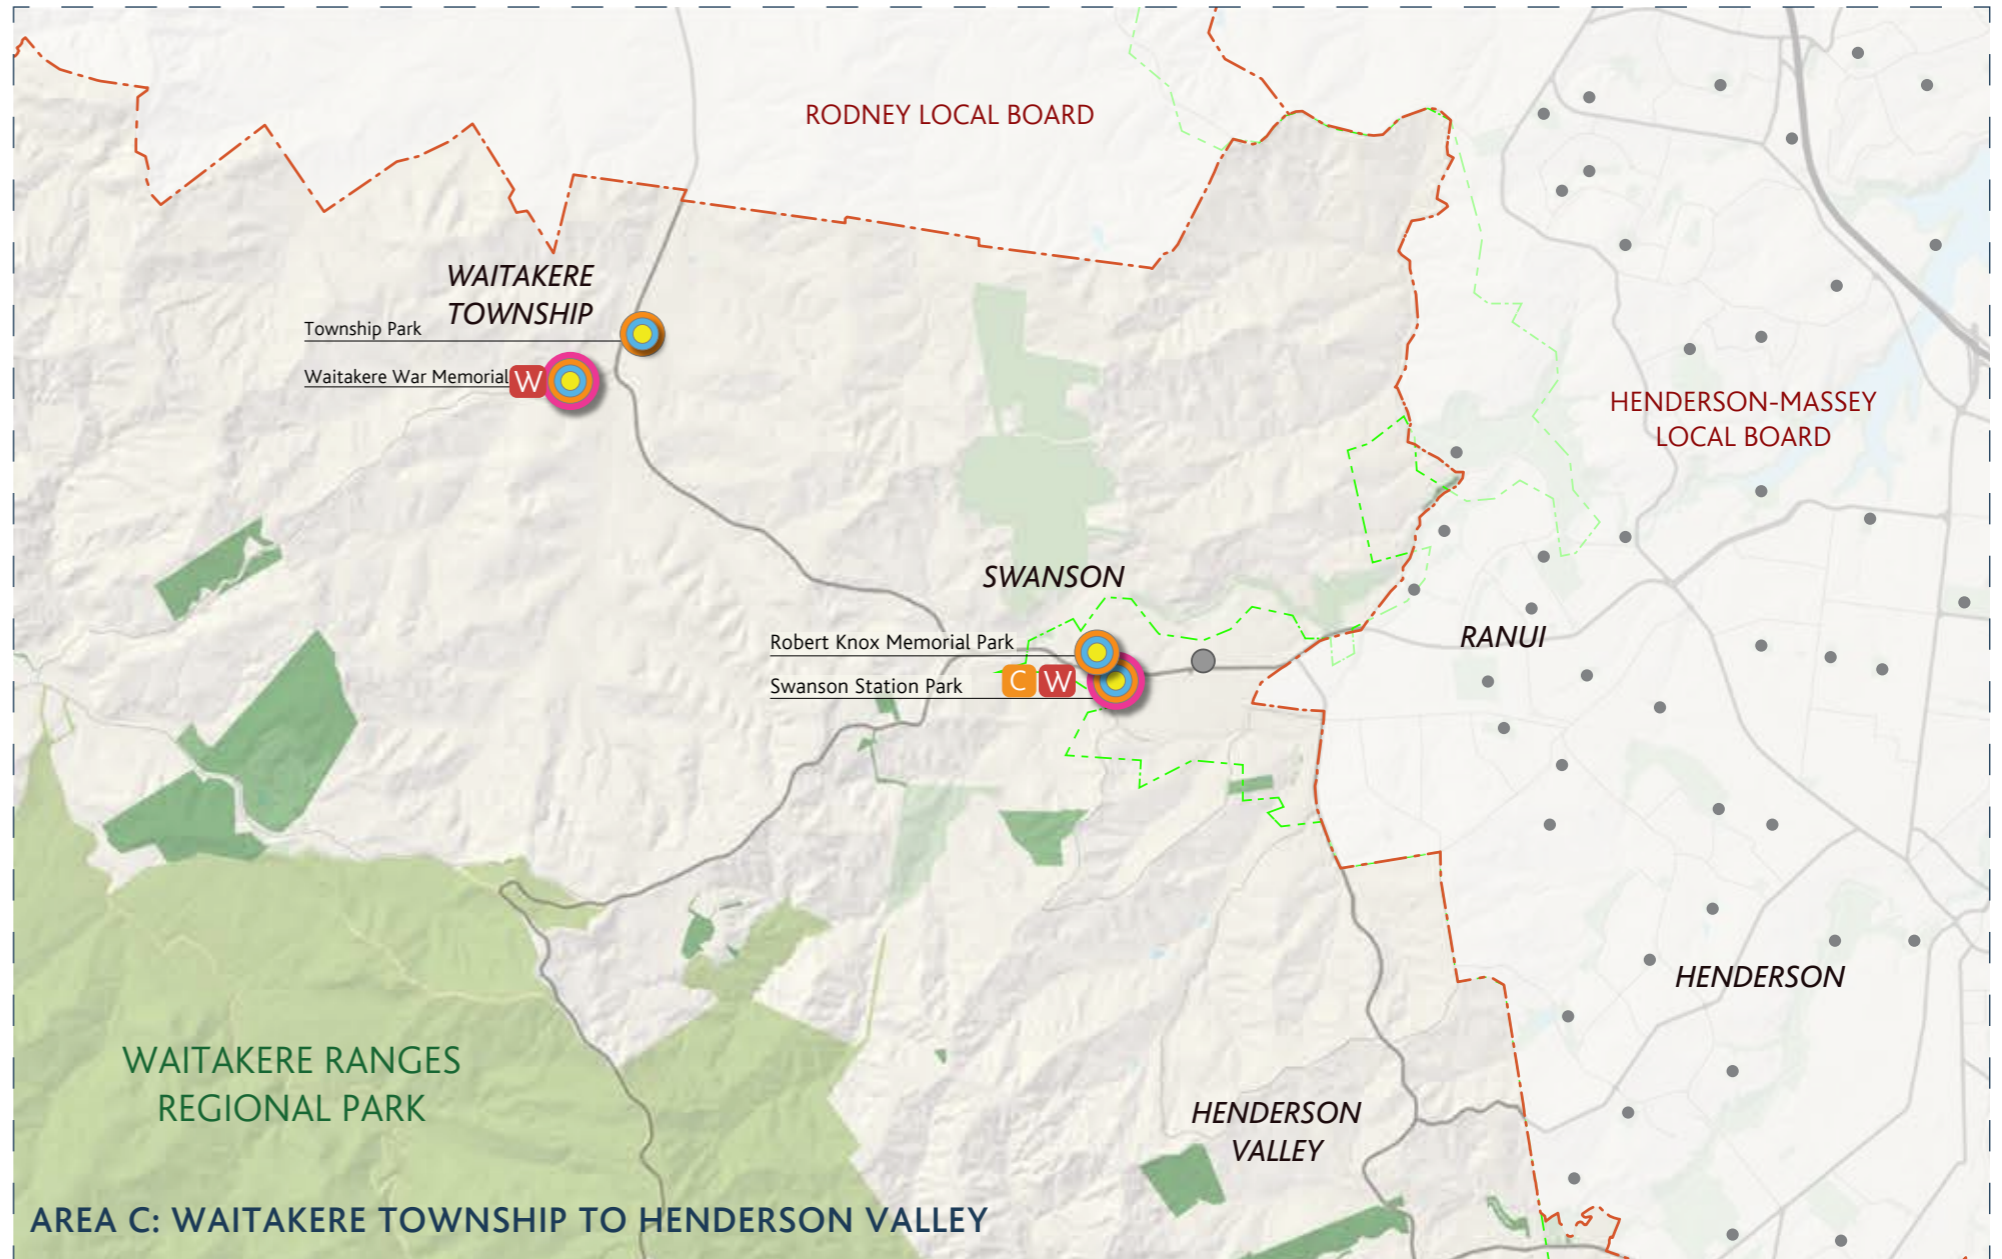 RODNEY LOCAL BOARD
WAITAKERE
TOWNSHIP
Township Park
Waitakere War Memorial
W
HENDERSON-MASSEY
LOCAL BOARD
SWANSON
RANUI
Robert Knox Memorial Park
Swanson Station Park
C
W
HENDERSON
WAITAKERE RANGES
REGIONAL PARK
HENDERSON
VALLEY
AREA C: WAITAKERE TOWNSHIP TO HENDERSON VALLEY